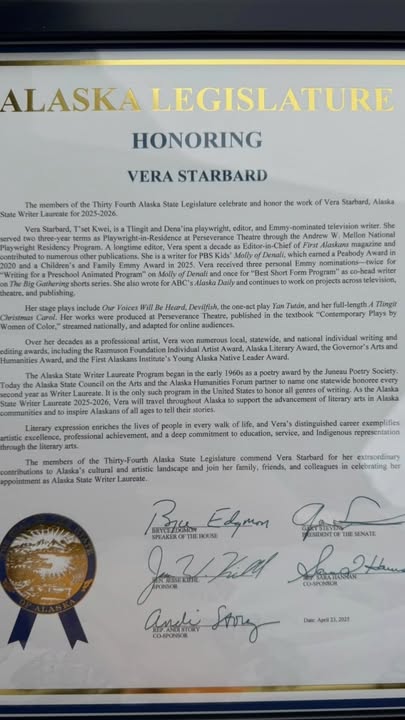 ALASKA LEGISLATURE
HONORING
VERA STARBARD
The members of the Thirty Fourth Alaska State Legislature celebrate and honor the work of Vera Starbard, Alaska
State Writer Laureate for 2025-2026.
Vera Starbard, T'set Kwei, is a Tlingit and Dena'ina playwright, editor, and Emmy-nominated television writer. She
served two three-year terms as Playwright-in-Residence at Perseverance Theatre through the Andrew W. Mellon National
Playwright Residency Program. A longtime editor, Vera spent a decade as Editor-in-Chief of First Alaskans magazine and
contributed to numerous other publications. She is a writer for PBS Kids' Molly of Denali, which earned a Peabody Award in
2020 and a Children's and Family Emmy Award in 2025. Vera received three personal Emmy nominations—twice for
"Writing for a Preschool Animated Program" on Molly of Denali and once for "Best Short Form Program" as co-head writer
on The Big Gathering shorts series. She also wrote for ABC's Alaska Daily and continues to work on projects across television,
theatre, and publishing.
Her stage plays include Our Voices Will Be Heard, Devilfish, the one-act play Yan Tután, and her full-length A Tlingit
Christmas Carol. Her works were produced at Perseverance Theatre, published in the textbook "Contemporary Plays by
Women of Color," streamed nationally, and adapted for online audiences.
Over her decades as a professional artist, Vera won numerous local, statewide, and national individual writing and
editing awards, including the Rasmuson Foundation Individual Artist Award, Alaska Literary Award, the Governor's Arts and
Humanities Award, and the First Alaskans Institute's Young Alaska Native Leader Award.
The Alaska State Writer Laureate Program began in the early 1960s as a poetry award by the Juneau Poetry Society.
Today the Alaska State Council on the Arts and the Alaska Humanities Forum partner to name one statewide honoree every
second year as Writer Laureate. It is the only such program in the United States to honor all genres of writing. As the Alaska
State Writer Laureate 2025-2026, Vera will travel throughout Alaska to support the advancement of literary arts in Alaska
communities and to inspire Alaskans of all ages to tell their stories.
Literary expression enriches the lives of people in every walk of life, and Vera's distinguished career exemplifies
artistic excellence, professional achievement, and a deep commitment to education, service, and Indigenous representation
through the literary arts.
The members of the Thirty-Fourth Alaska State Legislature commend Vera Starbard for her extraordinary
contributions to Alaska's cultural and artistic landscape and join her family, friends, and colleagues in celebrating her
appointment as Alaska State Writer Laureate.
Bryce Edgmon
BRYCE EDGMON
SPEAKER OF THE HOUSE
GARY STEVENS
PRESIDENT OF THE SENATE
SEN. JESSE KIEHL
SPONSOR
REP. SARA HANNAN
CO-SPONSOR
Andi Story
REP. ANDI STORY
CO-SPONSOR
Date: April 21, 2025
OF ALASKA